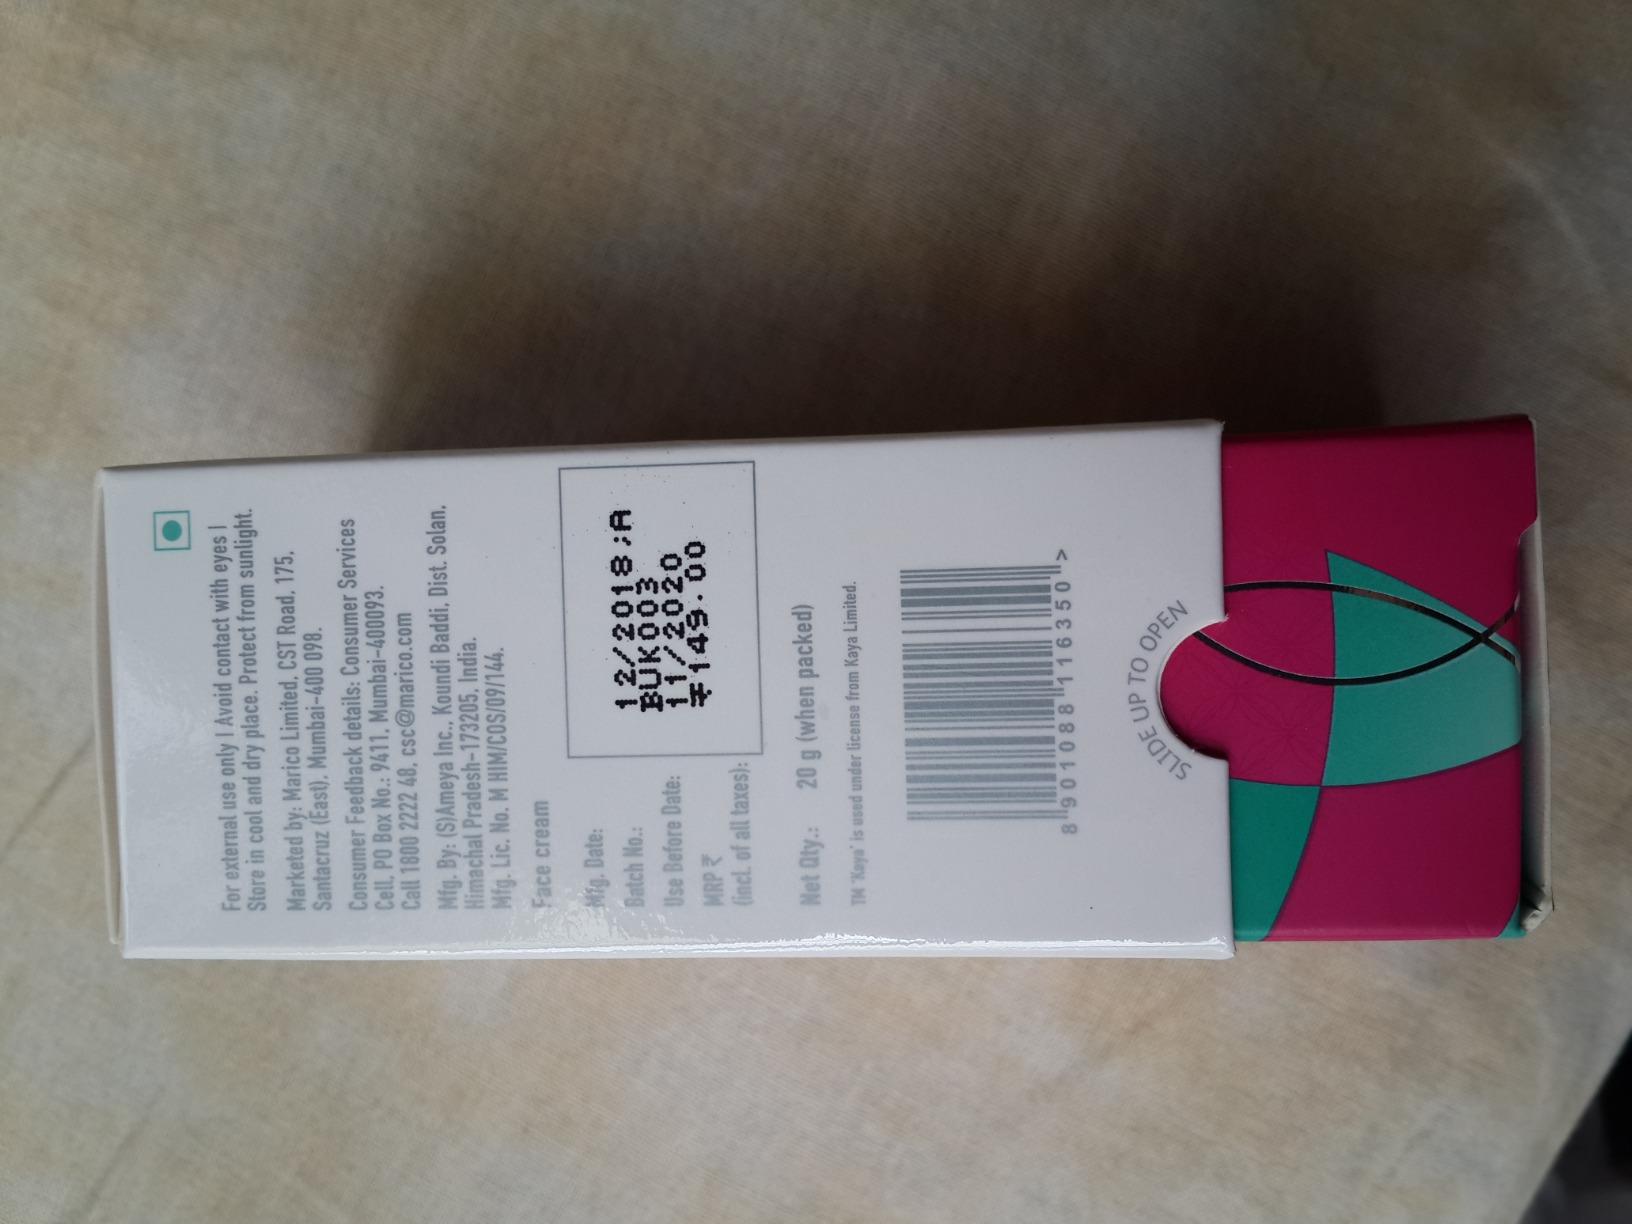 For external use only | Avoid contact with eyes |
Store in cool and dry place. Protect from sunlight.
Marketed by: Marico Limited, CST Road, 175,
Santacruz (East), Mumbai-400 098.
Consumer Feedback details: Consumer Services
Cell, PO Box No.: 9411, Mumbai-400093.
Call 1800 2222 48, csc@marico.com
Mfg. By: (S)Ameya Inc., Koundi Baddi, Dist. Solan,
Himachal Pradesh-173205, India.
Mfg. Lic. No. M HIM/COS/09/144.
Face cream
Mfg. Date: 12/2018 ;A
Batch No.: BUK003
Use Before Date: 11/2020
MRP ₹ ₹149.00
(incl. of all taxes):
Net Qty.: 20 g (when packed)
TM 'Kaya' is used under license from Kaya Limited.
8 901088 116350 >
SLIDE UP TO OPEN